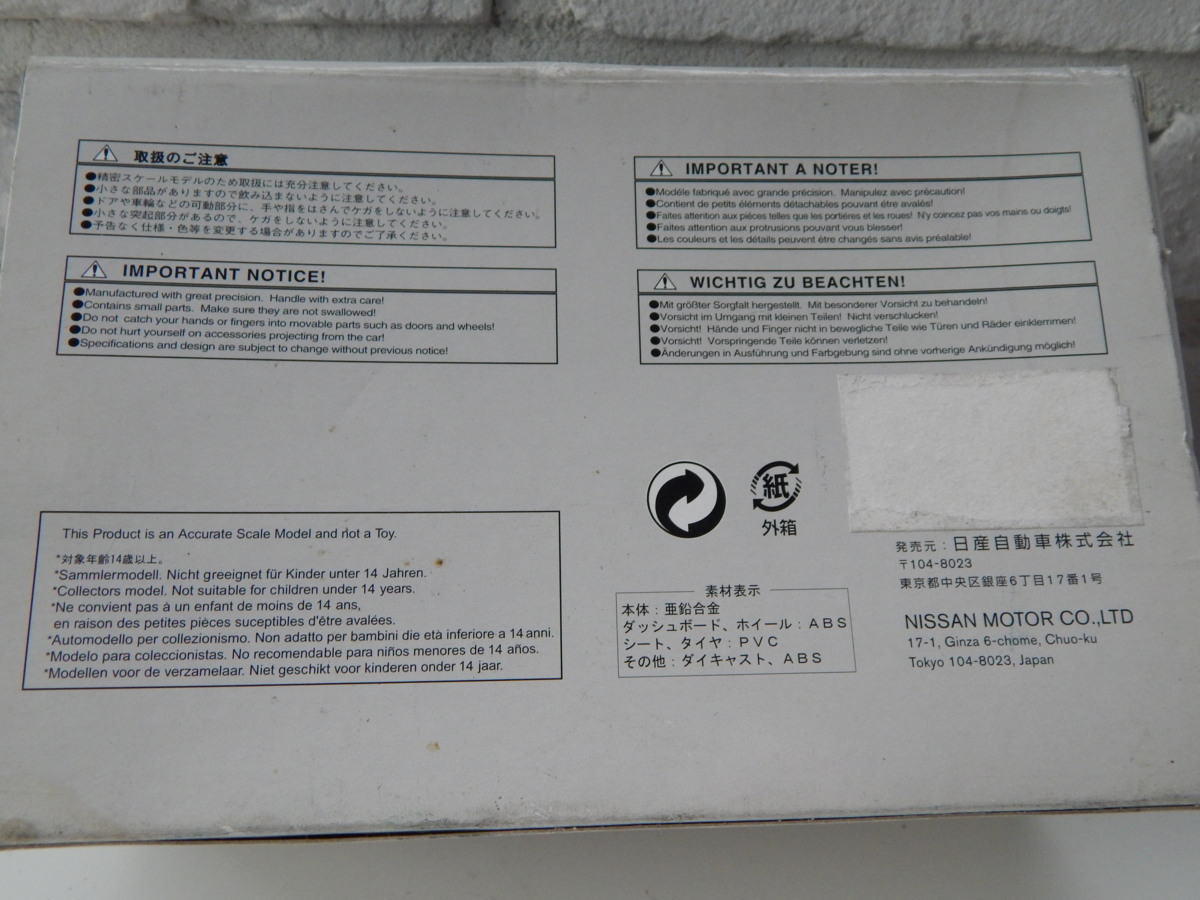 取扱のご注意
●精密スケールモデルのため取扱には充分注意してください。
●小さな部品がありますので飲み込まないように注意してください。
●ドアや車輪などの可動部分に、手や指をはさんでケガをしないように注意してください。
●小さな突起部分があるので、ケガをしないように注意してください。
●予告なく仕様・色等を変更する場合がありますのでご了承ください。
IMPORTANT NOTICE!
●Manufactured with great precision. Handle with extra care!
●Contains small parts. Make sure they are not swallowed!
●Do not catch your hands or fingers into movable parts such as doors and wheels!
●Do not hurt yourself on accessories projecting from the car!
●Specifications and design are subject to change without previous notice!
IMPORTANT A NOTER!
●Modéle fabriqué avec grande précision. Manipulez avec précaution!
●Contient de petits éléments détachables pouvant être avalés!
●Faites attention aux piéces telles que les portiéres et les roues! N'y coincez pas vos mains ou doigts!
●Faites attention aux protrusions pouvant vous blesser!
●Les couleurs et les détails peuvent étre changés sans avis préalable!
WICHTIG ZU BEACHTEN!
●Mit größter Sorgfalt hergestellt. Mit besonderer Vorsicht zu behandeln!
●Vorsicht im Umgang mit kleinen Teilen! Nicht verschlucken!
●Vorsicht! Hände und Finger nicht in bewegliche Teile wie Türen und Räder einklemmen!
●Vorsicht! Vorspringende Teile können verletzen!
●Änderungen in Ausführung und Farbgebung sind ohne vorherige Ankündigung möglich!
This Product is an Accurate Scale Model and not a Toy.
*対象年齢14歳以上。
*Sammlermodell. Nicht geeignet für Kinder unter 14 Jahren.
*Collectors model. Not suitable for children under 14 years.
*Ne convient pas à un enfant de moins de 14 ans,
en raison des petites piéces suceptibles d'être avalées.
*Automodello per collezionismo. Non adatto per bambini die età inferiore a 14 anni.
*Modelo para coleccionistas. No recomendable para niños menores de 14 años.
*Modellen voor de verzamelaar. Niet geschikt voor kinderen onder 14 jaar.
紙
外箱
素材表示
本体：亜鉛合金
ダッシュボード、ホイール：ＡＢＳ
シート、タイヤ：ＰＶＣ
その他：ダイキャスト、ＡＢＳ
発売元：日産自動車株式会社
〒104-8023
東京都中央区銀座6丁目17番1号
NISSAN MOTOR CO.,LTD
17-1, Ginza 6-chome, Chuo-ku
Tokyo 104-8023, Japan